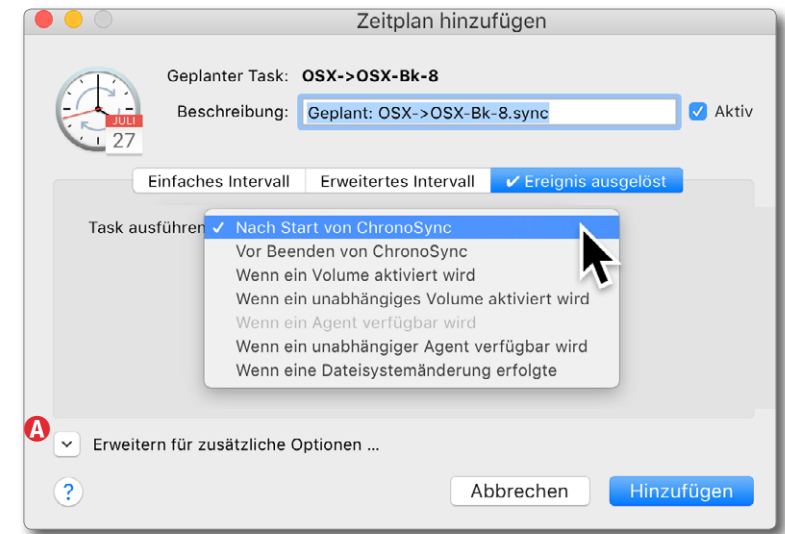 Zeitplan hinzufügen
Geplanter Task: OSX->OSX-Bk-8
Beschreibung: Geplant: OSX->OSX-Bk-8.sync ✓ Aktiv
JULI
27
Einfaches Intervall Erweitertes Intervall ✔ Ereignis ausgelöst
Task ausführen ✓ Nach Start von ChronoSync
Vor Beenden von ChronoSync
Wenn ein Volume aktiviert wird
Wenn ein unabhängiges Volume aktiviert wird
Wenn ein Agent verfügbar wird
Wenn ein unabhängiger Agent verfügbar wird
Wenn eine Dateisystemänderung erfolgte
A
Erweitern für zusätzliche Optionen ...
? Abbrechen Hinzufügen